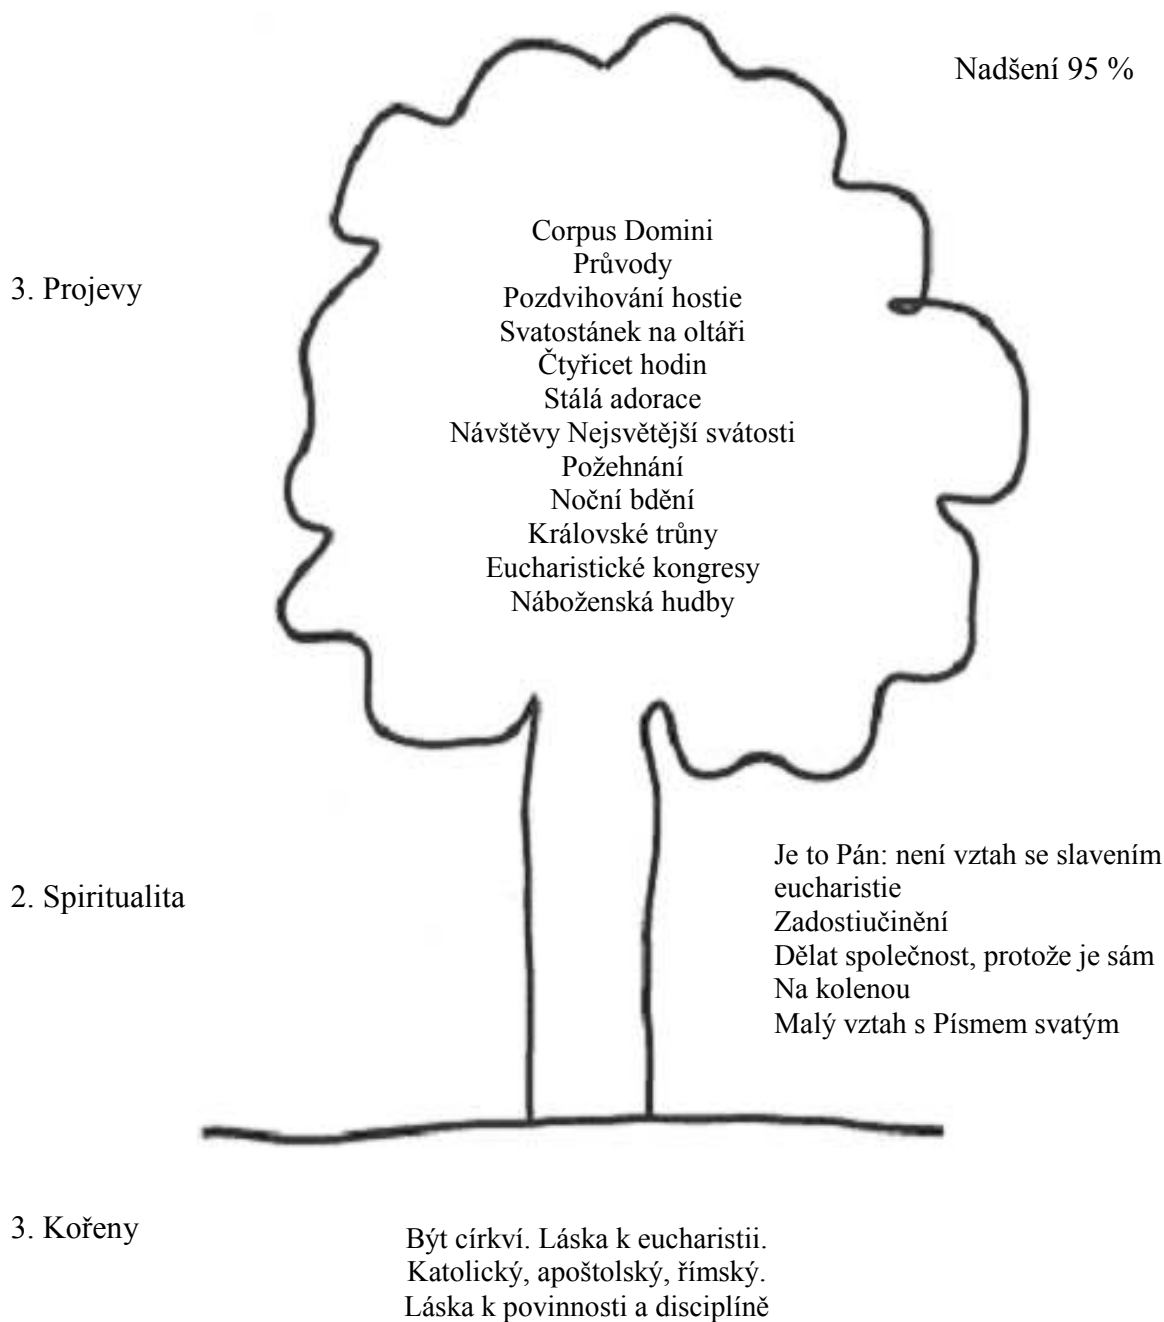 Nadšení 95 %
Corpus Domini
Průvody
3. Projevy
Pozdvihování hostie
Svatostánek na oltáři
Čtyřicet hodin
Stálá adorace
Návštěvy Nejsvětější svátosti
Požehnání
Noční bdění
Královské trůny
Eucharistické kongresy
Náboženská hudby
2. Spiritualita
Je to Pán: není vztah se slavením
eucharistie
Zadostiučinění
Dělat společnost, protože je sám
Na kolenou
Malý vztah s Písmem svatým
3. Kořeny
Být církví. Láska k eucharistii.
Katolický, apoštolský, římský.
Láska k povinnosti a disciplíně